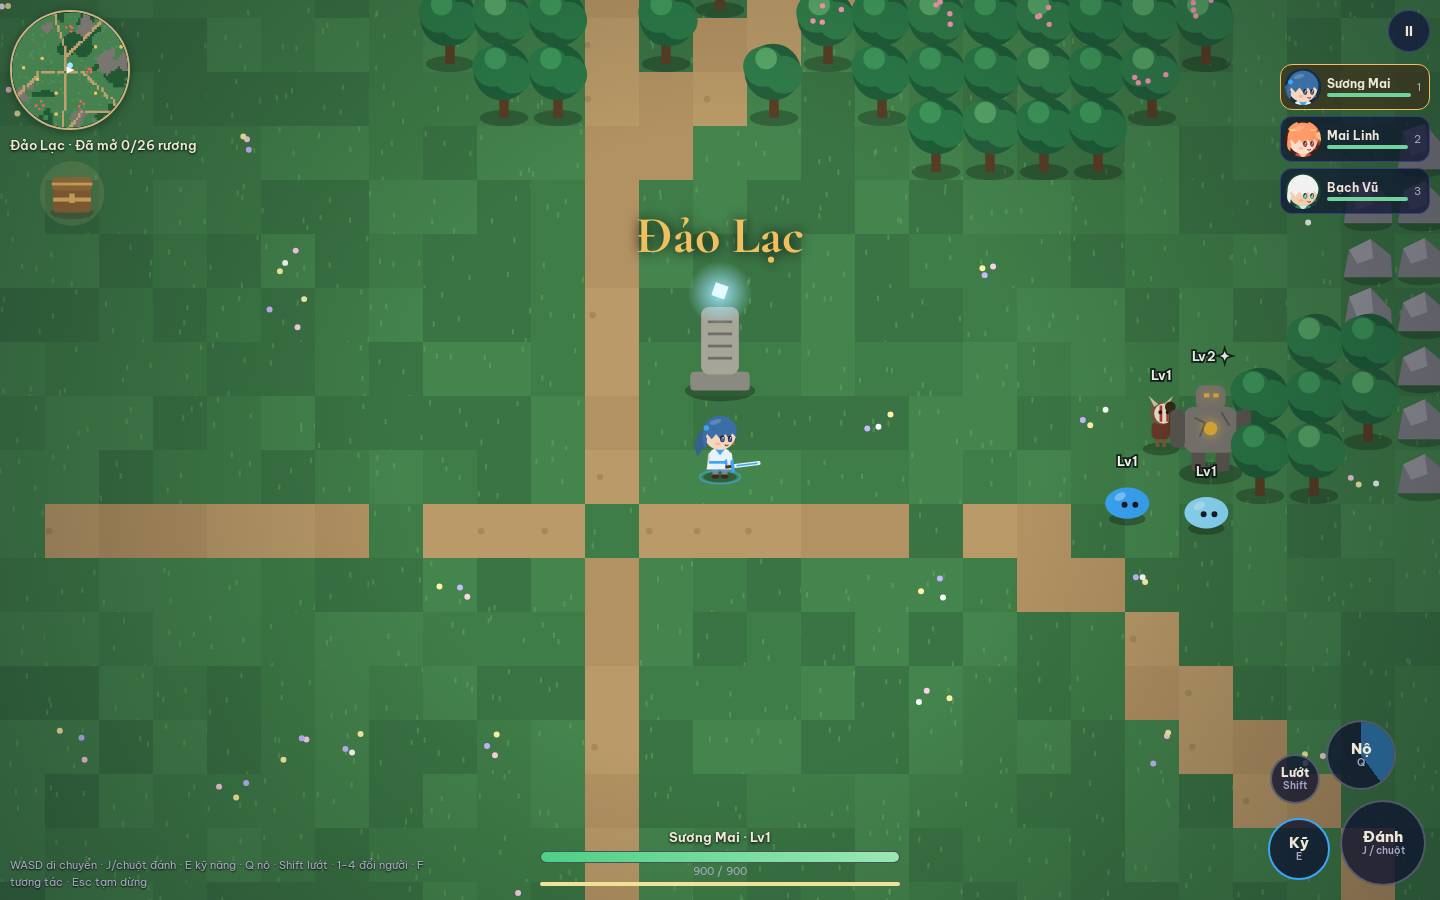 Sương Mai 1
Đảo Lạc · Đã mở 0/26 rương
Mai Linh 2
Bạch Vũ 3
Đảo Lạc
Lv2✦
Lv1
Lv1
Lv1
Nộ
Q
Lướt
Shift
Sương Mai · Lv1
Đánh
J / chuột
Kỹ
E
900 / 900
WASD di chuyển · J/chuột đánh · E kỹ năng · Q nộ · Shift lướt · 1–4 đổi người · F
tương tác · Esc tạm dừng